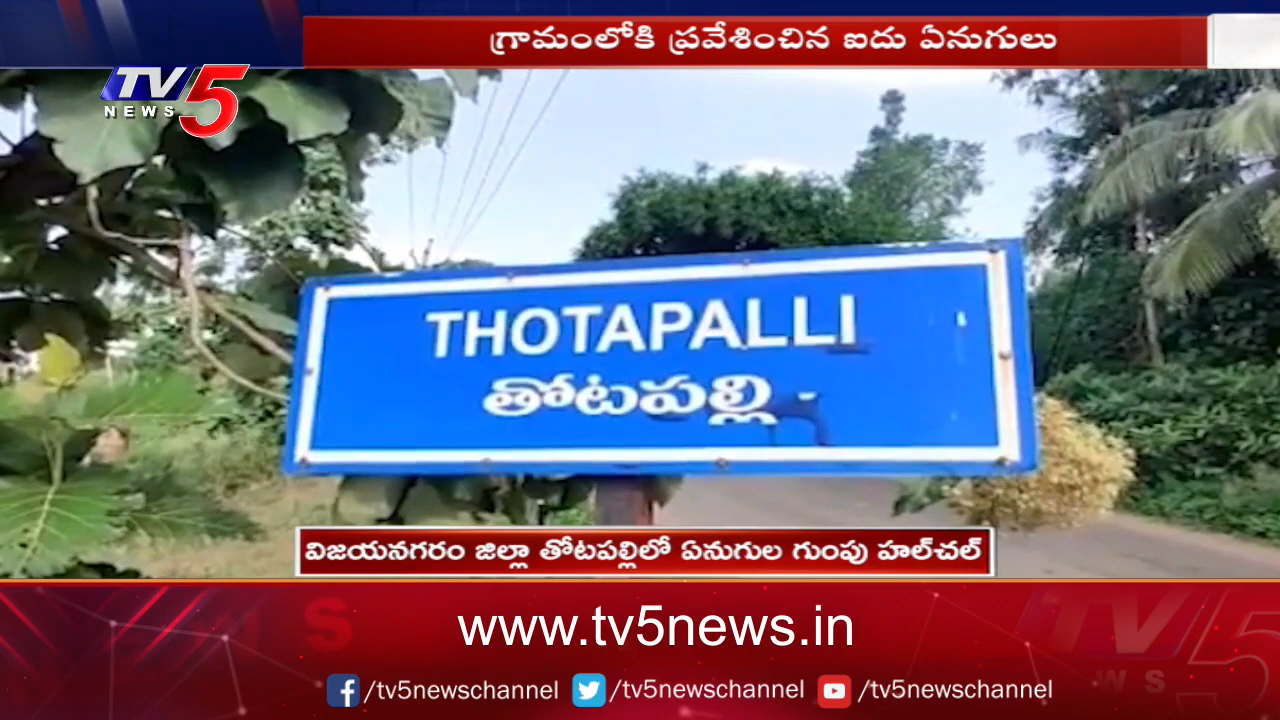 గ్రామంలోకి ప్రవేశించిన ఐదు ఏనుగులు
TV5
NEWS
THOTAPALLI
తోటపల్లి
విజయనగరం జిల్లా తోటపల్లిలో ఏనుగుల గుంపు హల్‌చల్
www.tv5news.in
/tv5newschannel /tv5newschannel /tv5newschannel